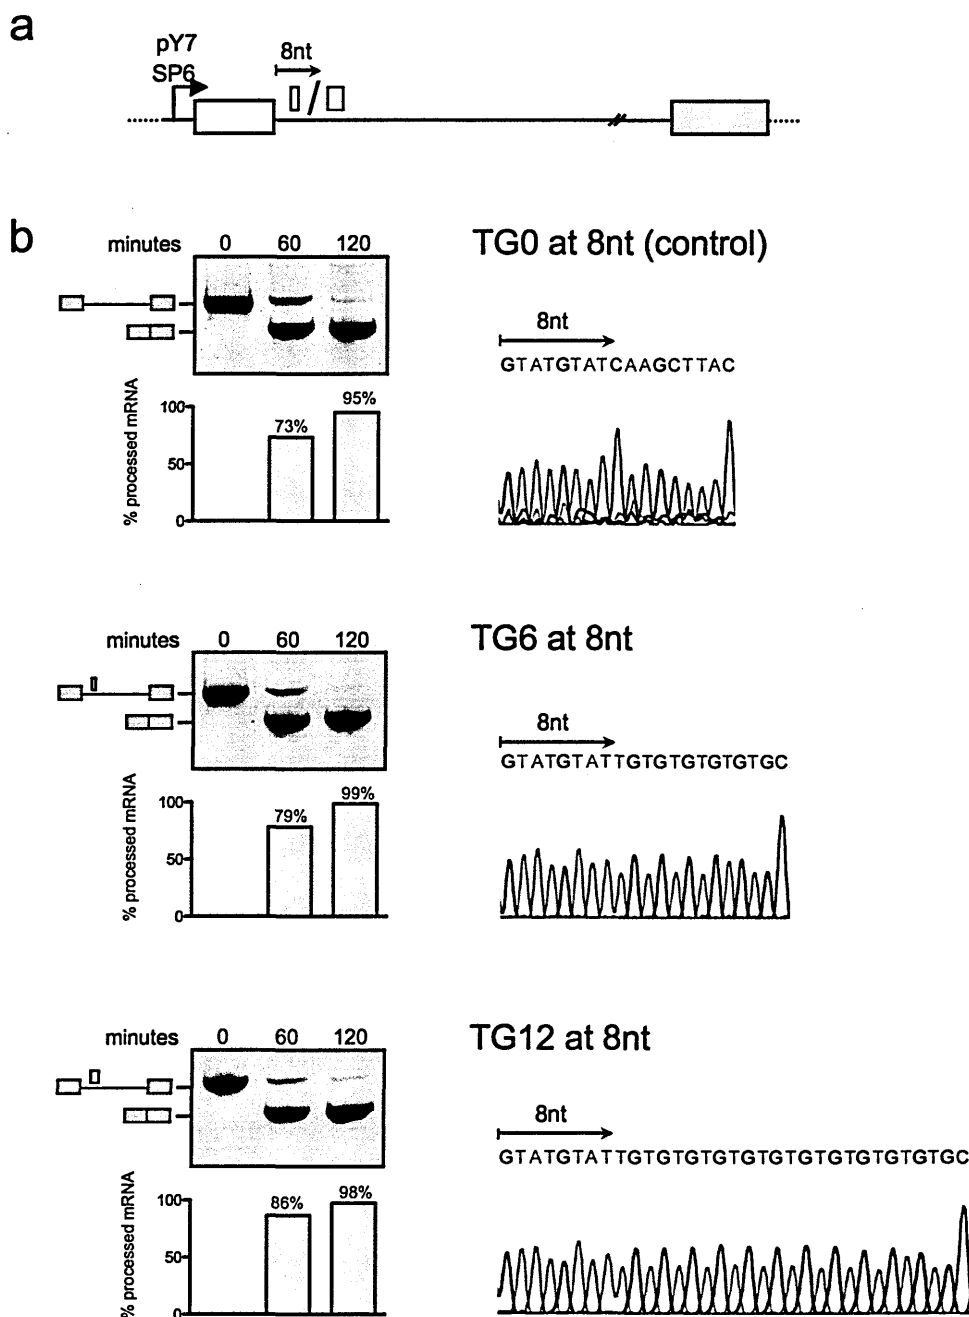 a
pY7
SP6
8nt
b
minutes 0 60 120
% processed mRNA
100
50
0
73%
95%
TG0 at 8nt (control)
8nt
GTATGTATCAAGCTTAC
minutes 0 60 120
% processed mRNA
100
50
0
79%
99%
TG6 at 8nt
8nt
GTATGTATTGTGTGTGTGTGC
minutes 0 60 120
% processed mRNA
100
50
0
86%
98%
TG12 at 8nt
8nt
GTATGTATTGTGTGTGTGTGTGTGTGTGTGTGC